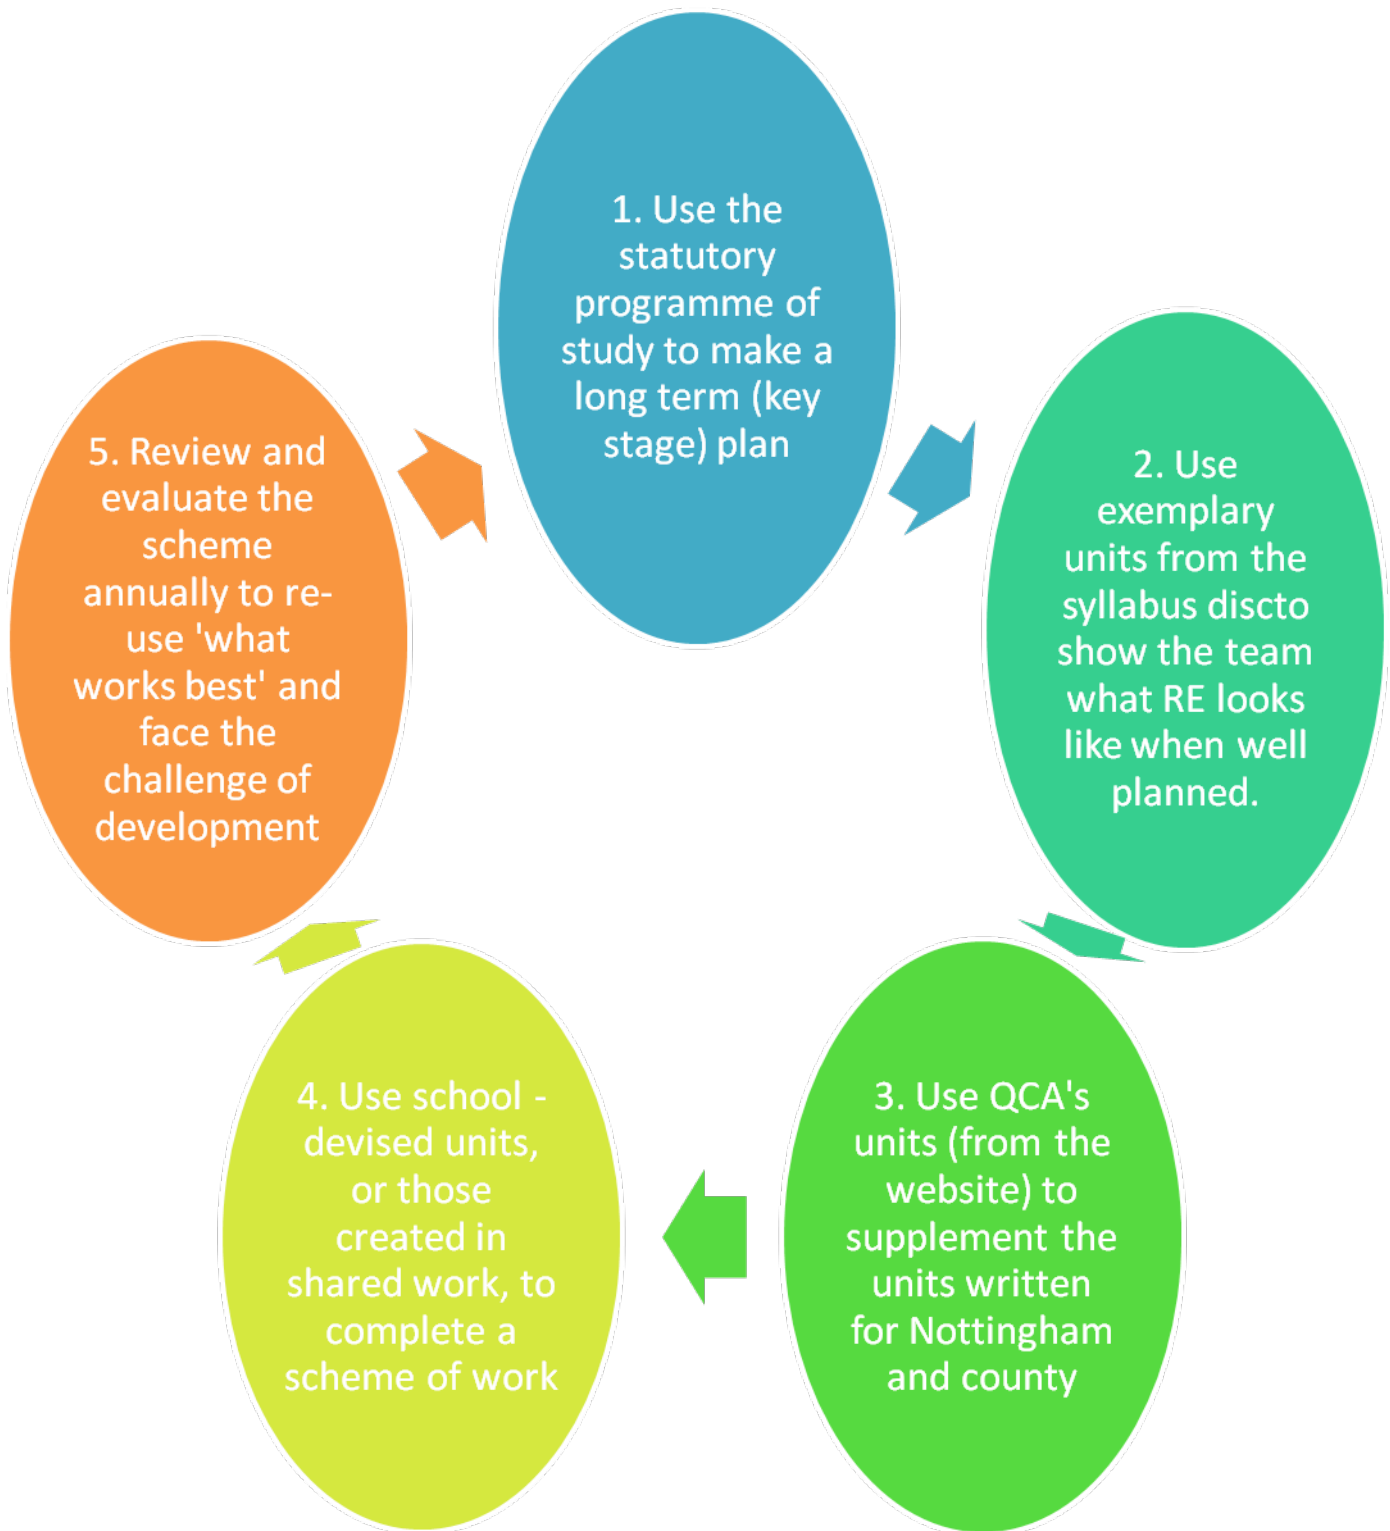 1. Use the
statutory
programme of
study to make a
long term (key
stage) plan
2. Use
exemplary
units from the
syllabus discto
show the team
what RE looks
like when well
planned.
3. Use QCA's
units (from the
website) to
supplement the
units written
for Nottingham
and county
4. Use school -
devised units,
or those
created in
shared work, to
complete a
scheme of work
5. Review and
evaluate the
scheme
annually to re-
use 'what
works best' and
face the
challenge of
development